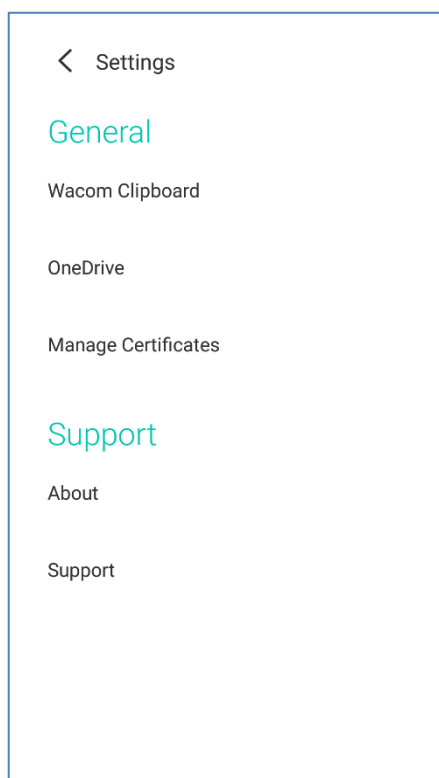 Settings
General
Wacom Clipboard
OneDrive
Manage Certificates
Support
About
Support